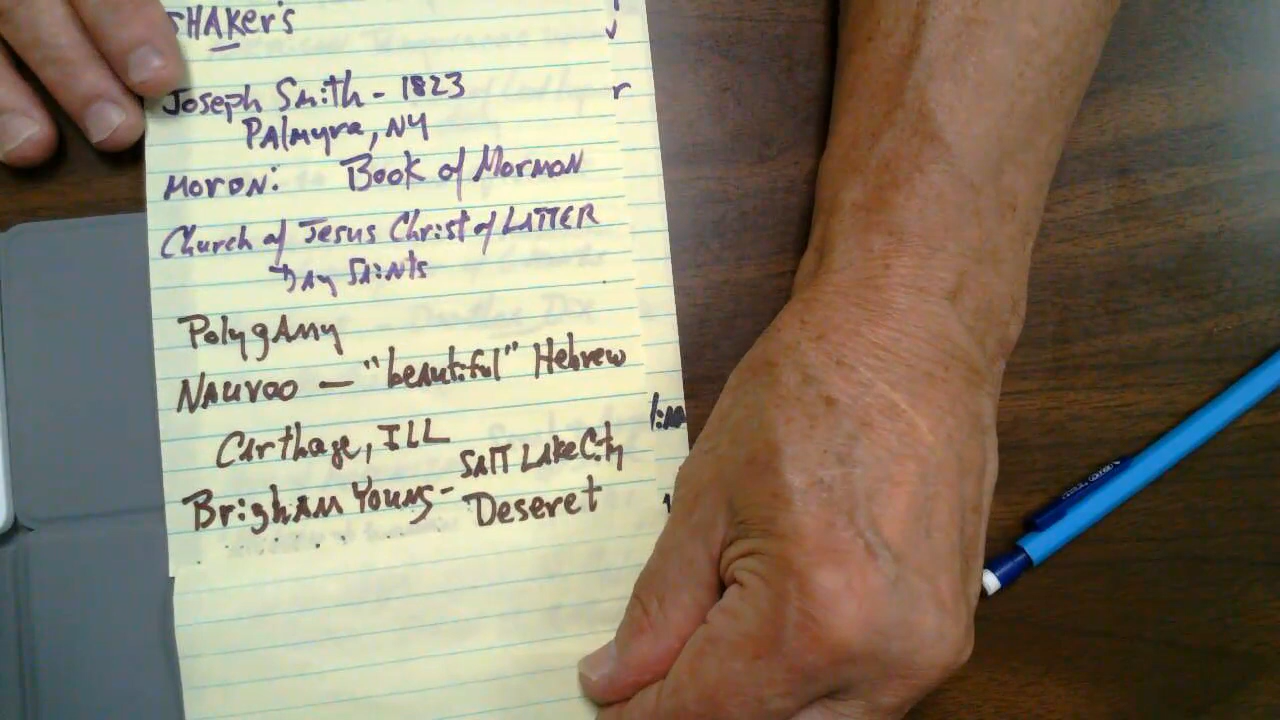 SHAKer's
Joseph Smith - 1823
PAlmyra, NY
MORON: Book of MorMON
Church of Jesus Christ of LATTER
Day SAiNts
PolygAmy
NAUVOO — "beautiful" Hebrew
Carthage, ILL
SAlT LAke City
BrighAM YouNg - Deseret